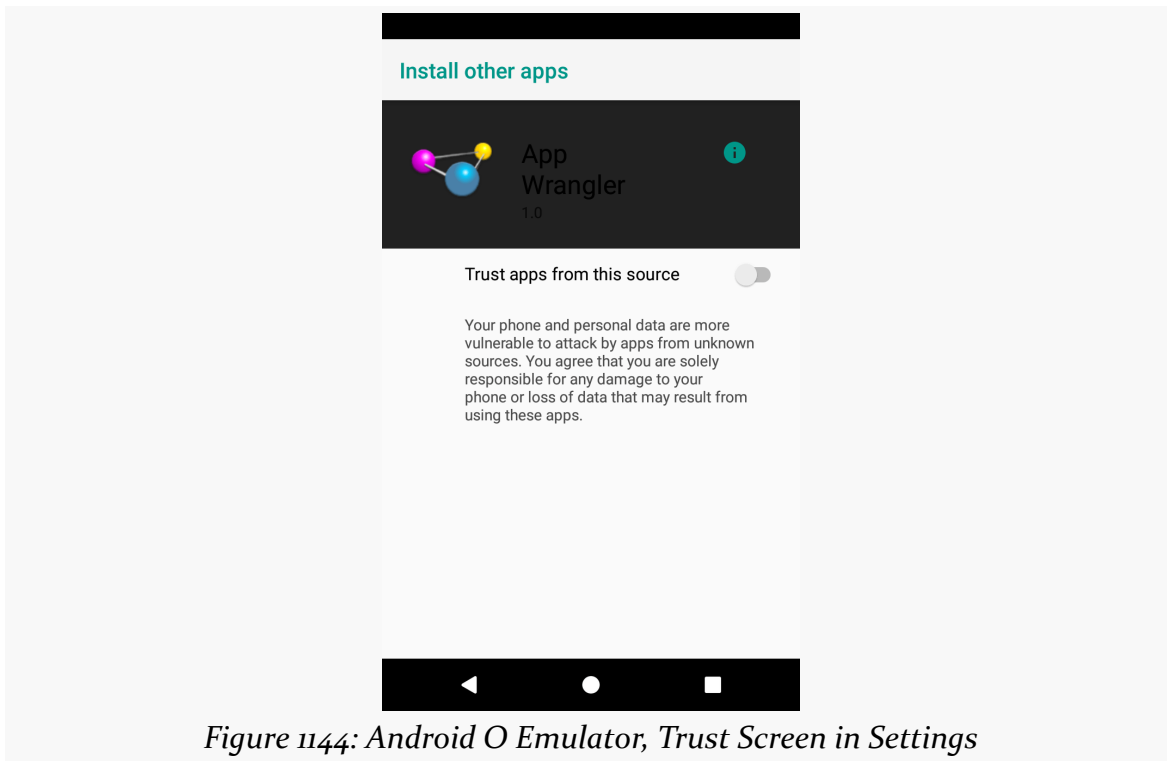 Install other apps
App
Wrangler
1.0
Trust apps from this source
Your phone and personal data are more
vulnerable to attack by apps from unknown
sources. You agree that you are solely
responsible for any damage to your
phone or loss of data that may result from
using these apps.
Figure 1144: Android O Emulator, Trust Screen in Settings